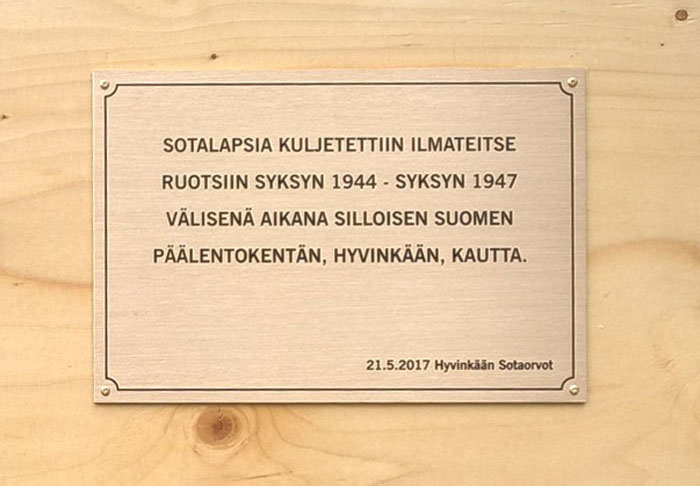 SOTALAPSIA KULJETETTIIN ILMATEITSE
RUOTSIIN SYKSYN 1944 - SYKSYN 1947
VÄLISENÄ AIKANA SILLOISEN SUOMEN
PÄÄLENTOKENTÄN, HYVINKÄÄN, KAUTTA.
21.5.2017 Hyvinkään Sotaorvot